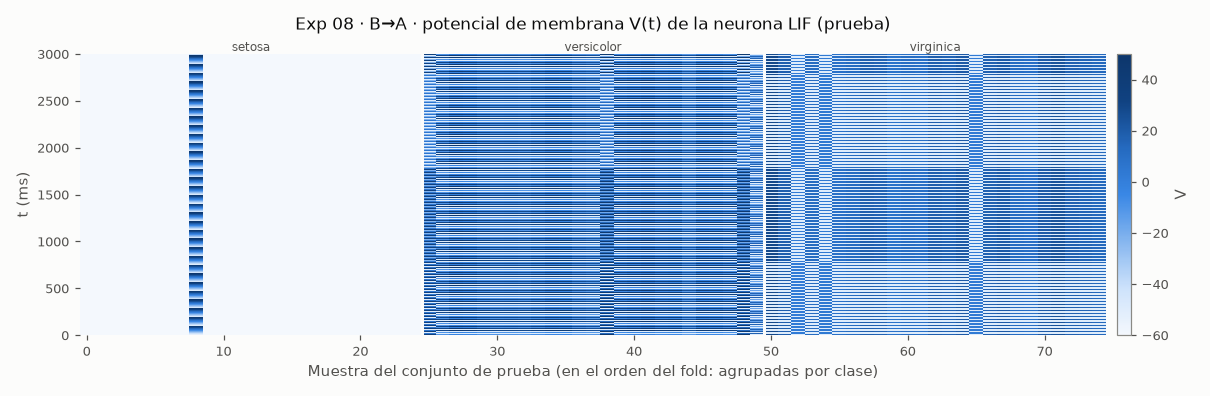 Exp 08 · B→A · potencial de membrana V(t) de la neurona LIF (prueba)
setosa versicolor virginica
3000
2500
2000
1500
1000
500
0
t (ms)
0 10 20 30 40 50 60 70
Muestra del conjunto de prueba (en el orden del fold: agrupadas por clase)
40
20
0
−20
−40
−60
V